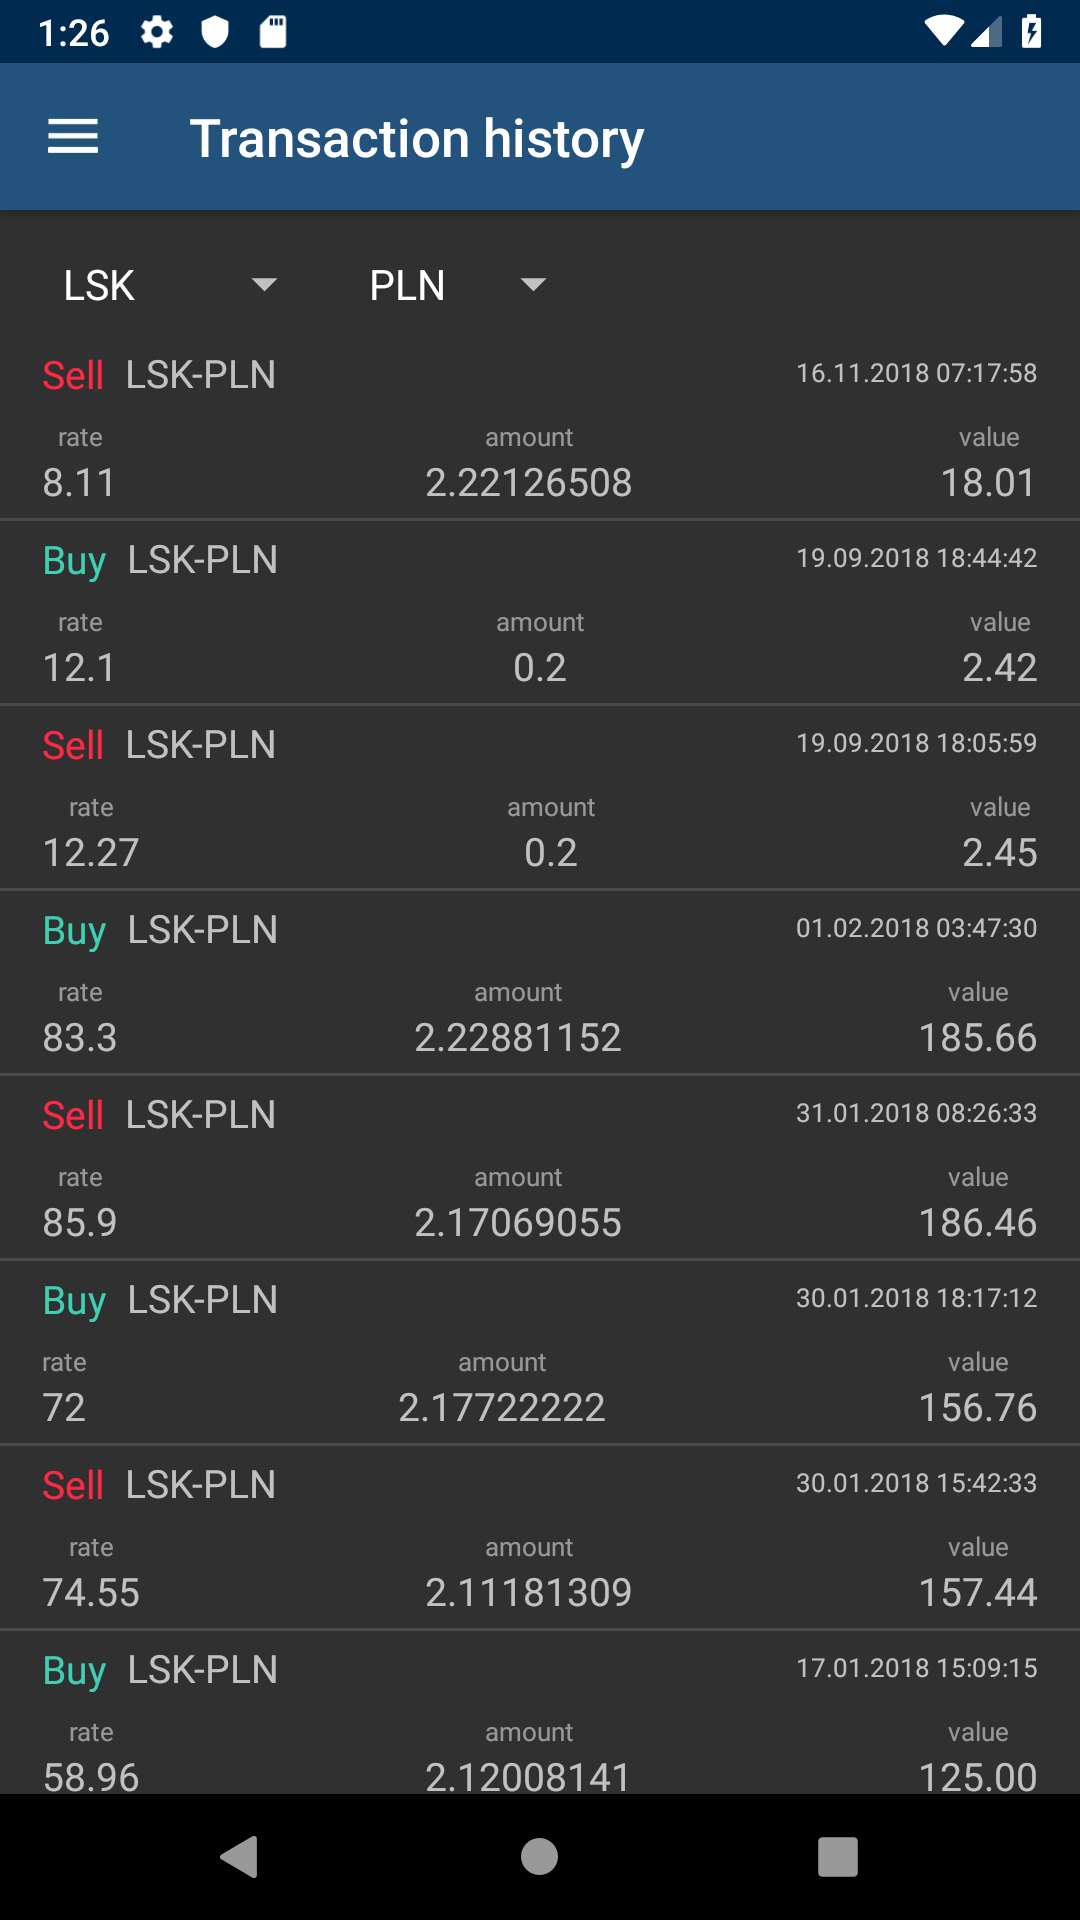 1:26
Transaction history
LSK PLN
Sell LSK-PLN 16.11.2018 07:17:58
rate amount value
8.11 2.22126508 18.01
Buy LSK-PLN 19.09.2018 18:44:42
rate amount value
12.1 0.2 2.42
Sell LSK-PLN 19.09.2018 18:05:59
rate amount value
12.27 0.2 2.45
Buy LSK-PLN 01.02.2018 03:47:30
rate amount value
83.3 2.22881152 185.66
Sell LSK-PLN 31.01.2018 08:26:33
rate amount value
85.9 2.17069055 186.46
Buy LSK-PLN 30.01.2018 18:17:12
rate amount value
72 2.17722222 156.76
Sell LSK-PLN 30.01.2018 15:42:33
rate amount value
74.55 2.11181309 157.44
Buy LSK-PLN 17.01.2018 15:09:15
rate amount value
58.96 2.12008141 125.00